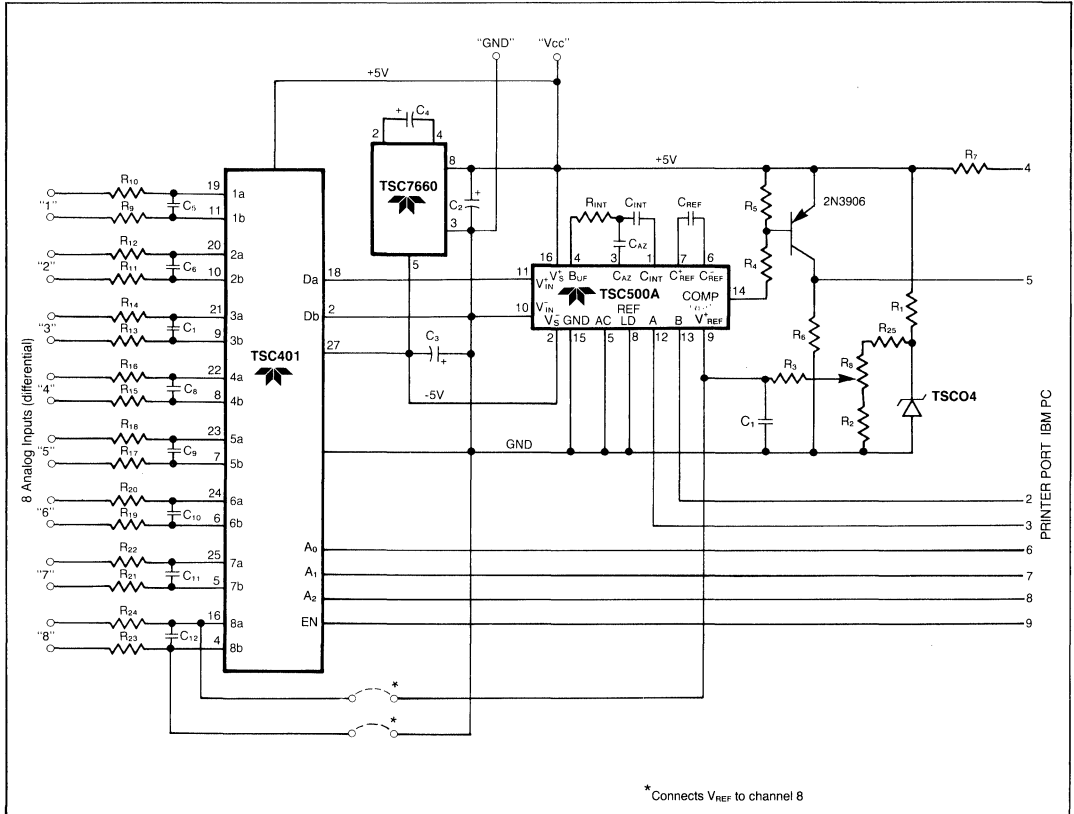 "GND" "Vcc"
+5V
+ C4
2 4
TSC7660
8
3
5
C2 +
+5V
R7
4
19
11
20
10
21
9
22
8
23
7
24
6
25
5
16
4
"1" R10 C5 1a
R9 1b
"2" R12 C6 2a
R11 2b
"3" R14 C1 3a
R13 3b
"4" R16 C8 4a
R15 4b
"5" R18 C9 5a
R17 5b
"6" R20 C10 6a
R19 6b
"7" R22 C11 7a
R21 7b
"8" R24 C12 8a
R23 8b
8 Analog Inputs (differential)
TSC401
Da 18
Db 2
27
C3 +
-5V
GND
A0
A1
A2
EN
RINT CINT CREF
CAZ
16 4 3 1 7 6
V+S BUF CAZ CINT C+REF C-REF
11 V+IN
10 V-IN
TSC500A
COMP 14
REF
V-S GND AC LD A B V+REF
2 15 5 8 12 13 9
R5
R4
2N3906
5
R6
R1
R25
R3
R8
R2
C1
TSCO4
2
3
6
7
8
9
PRINTER PORT IBM PC
*
*
*Connects VREF to channel 8